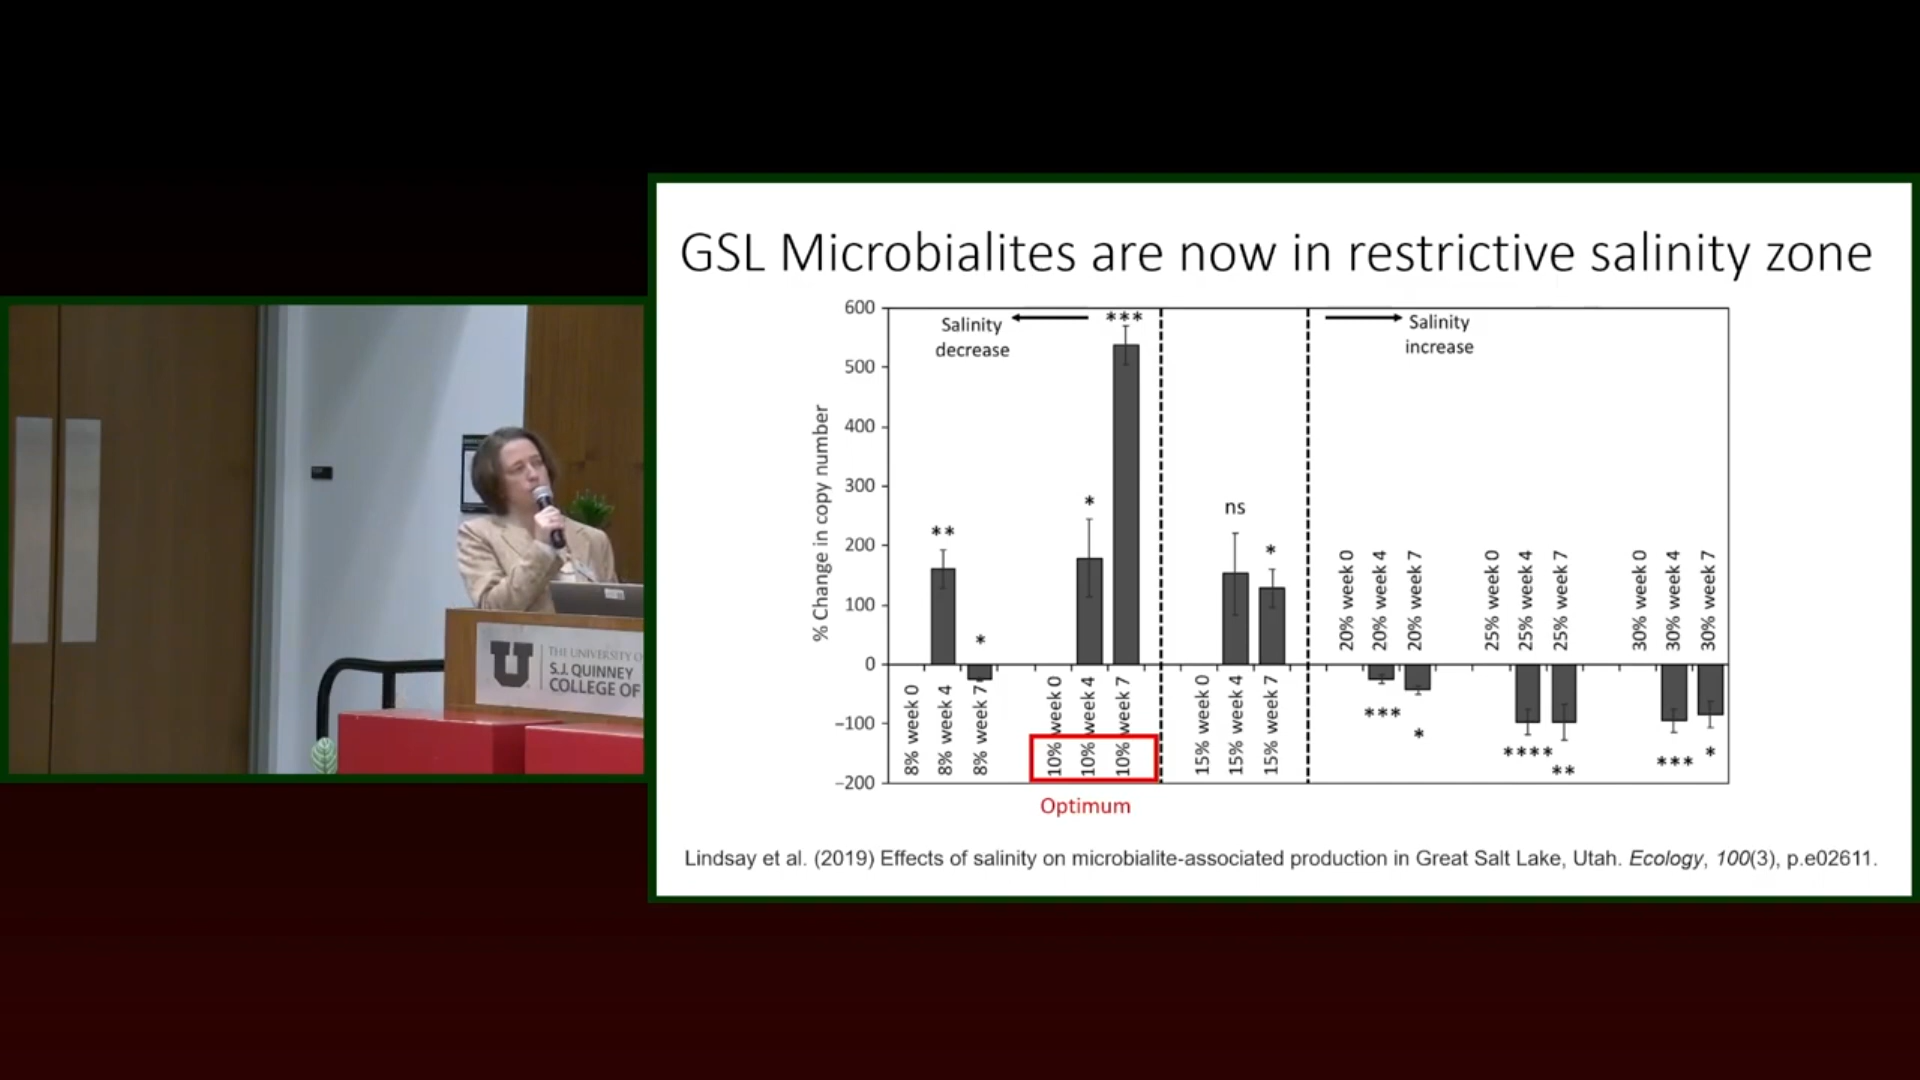 GSL Microbialites are now in restrictive salinity zone
600
500
400
300
200
100
0
−100
−200
% Change in copy number
Salinity
decrease
Salinity
increase
**
*
*
***
ns
*
***
*
****
**
***
*
8% week 0
8% week 4
8% week 7
10% week 0
10% week 4
10% week 7
15% week 0
15% week 4
15% week 7
20% week 0
20% week 4
20% week 7
25% week 0
25% week 4
25% week 7
30% week 0
30% week 4
30% week 7
Optimum
Lindsay et al. (2019) Effects of salinity on microbialite-associated production in Great Salt Lake, Utah. Ecology, 100(3), p.e02611.
U
THE UNIVERSITY O
S.J. QUINNEY
COLLEGE OF